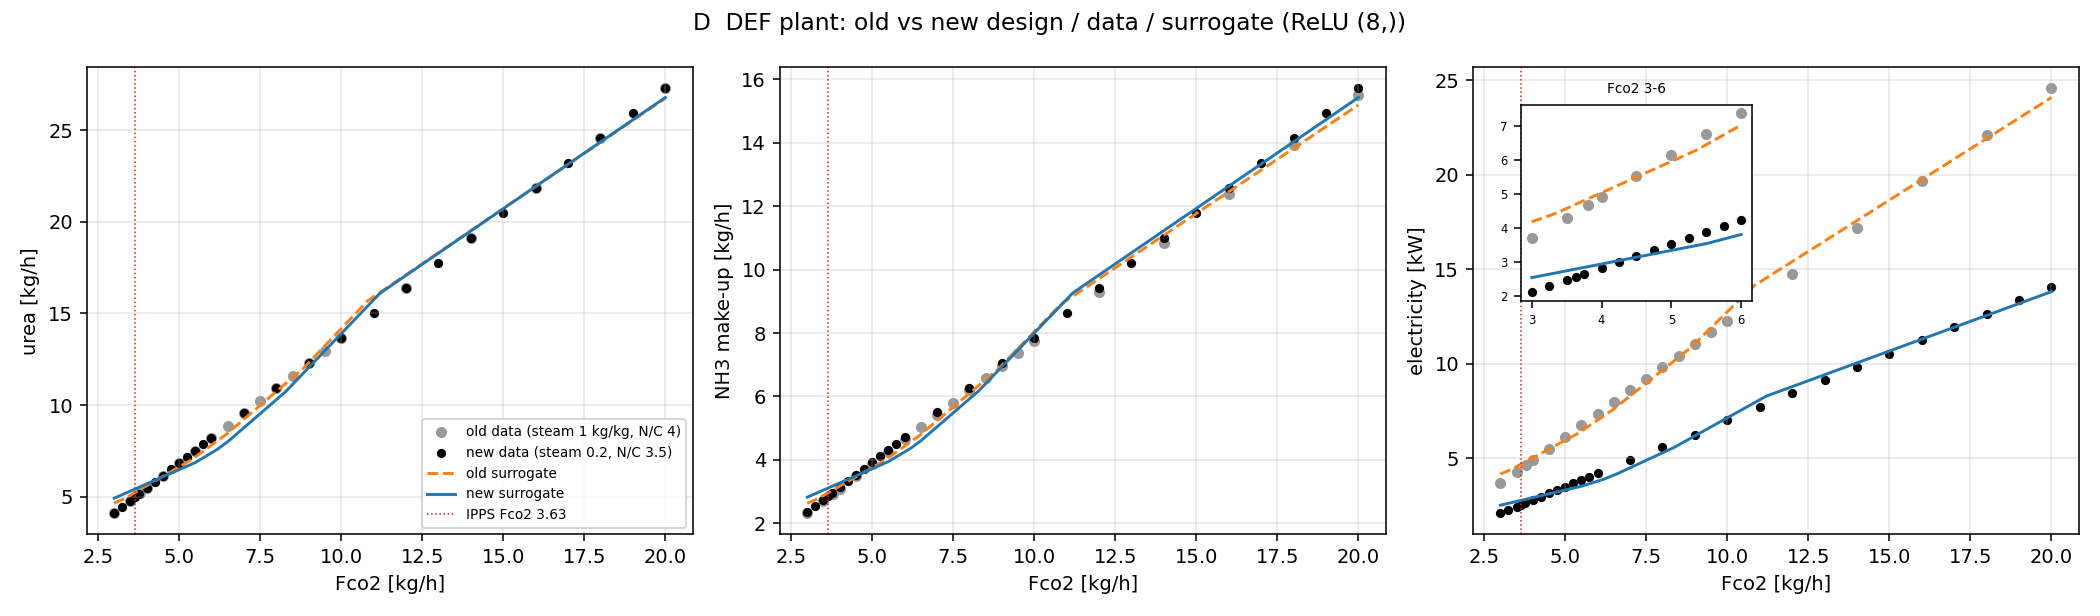 D  DEF plant: old vs new design / data / surrogate (ReLU (8,))
urea [kg/h]
25
20
15
10
5
2.5 5.0 7.5 10.0 12.5 15.0 17.5 20.0
Fco2 [kg/h]
old data (steam 1 kg/kg, N/C 4)
new data (steam 0.2, N/C 3.5)
old surrogate
new surrogate
IPPS Fco2 3.63
NH3 make-up [kg/h]
16
14
12
10
8
6
4
2
2.5 5.0 7.5 10.0 12.5 15.0 17.5 20.0
Fco2 [kg/h]
electricity [kW]
25
20
15
10
5
2.5 5.0 7.5 10.0 12.5 15.0 17.5 20.0
Fco2 [kg/h]
Fco2 3-6
7
6
5
4
3
2
3 4 5 6